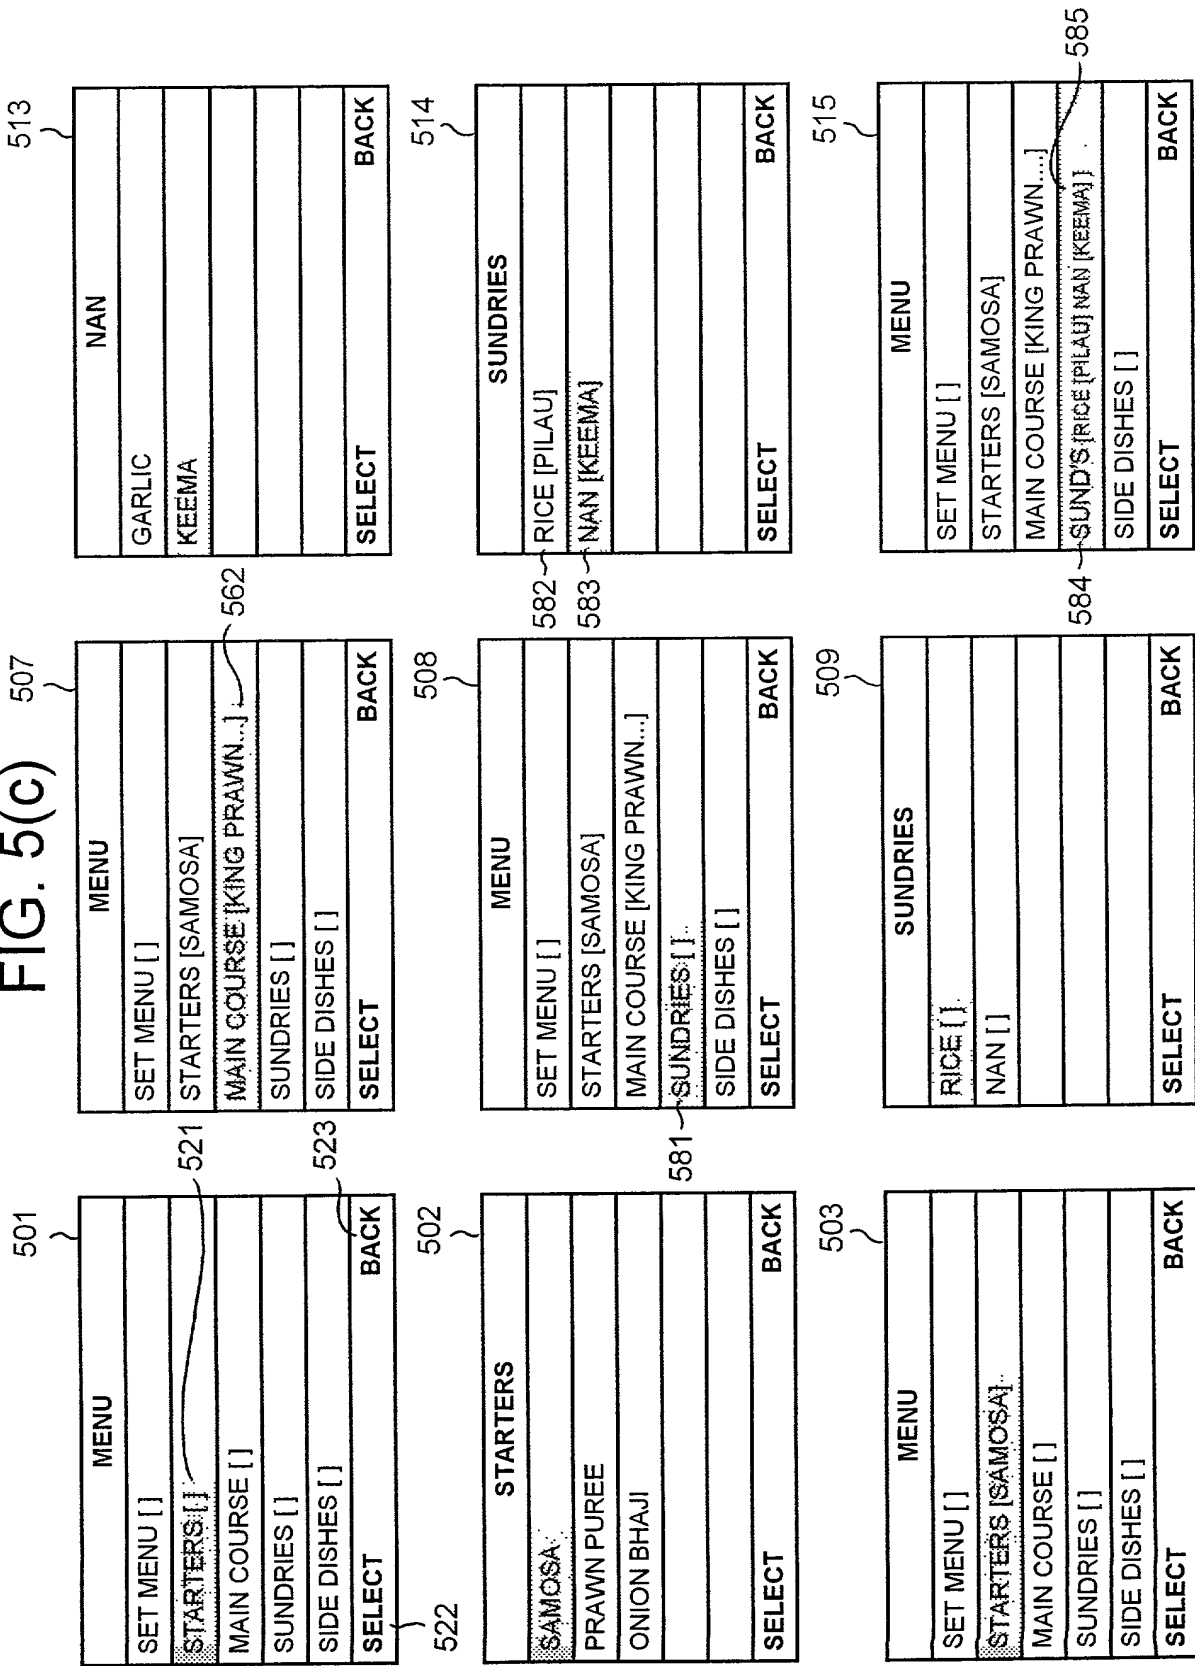 FIG. 5(c)
501
MENU
SET MENU [ ]
STARTERS [ ]
521
MAIN COURSE [ ]
SUNDRIES [ ]
SIDE DISHES [ ]
SELECT BACK
522
523
502
STARTERS
SAMOSA
PRAWN PUREE
ONION BHAJI
SELECT BACK
503
MENU
SET MENU [ ]
STARTERS [SAMOSA]
MAIN COURSE [ ]
SUNDRIES [ ]
SIDE DISHES [ ]
SELECT BACK
507
MENU
SET MENU [ ]
STARTERS [SAMOSA]
MAIN COURSE [KING PRAWN...]
562
SUNDRIES [ ]
SIDE DISHES [ ]
SELECT BACK
508
MENU
SET MENU [ ]
STARTERS [SAMOSA]
MAIN COURSE [KING PRAWN...]
581 SUNDRIES [ ]
SIDE DISHES [ ]
SELECT BACK
509
SUNDRIES
RICE [ ]
NAN [ ]
SELECT BACK
513
NAN
GARLIC
KEEMA
SELECT BACK
514
SUNDRIES
582 RICE [PILAU]
583 NAN [KEEMA]
SELECT BACK
515
MENU
SET MENU [ ]
STARTERS [SAMOSA]
MAIN COURSE [KING PRAWN....]
585
584 SUND'S [RICE [PILAU] NAN [KEEMA] ]
SIDE DISHES [ ]
SELECT BACK